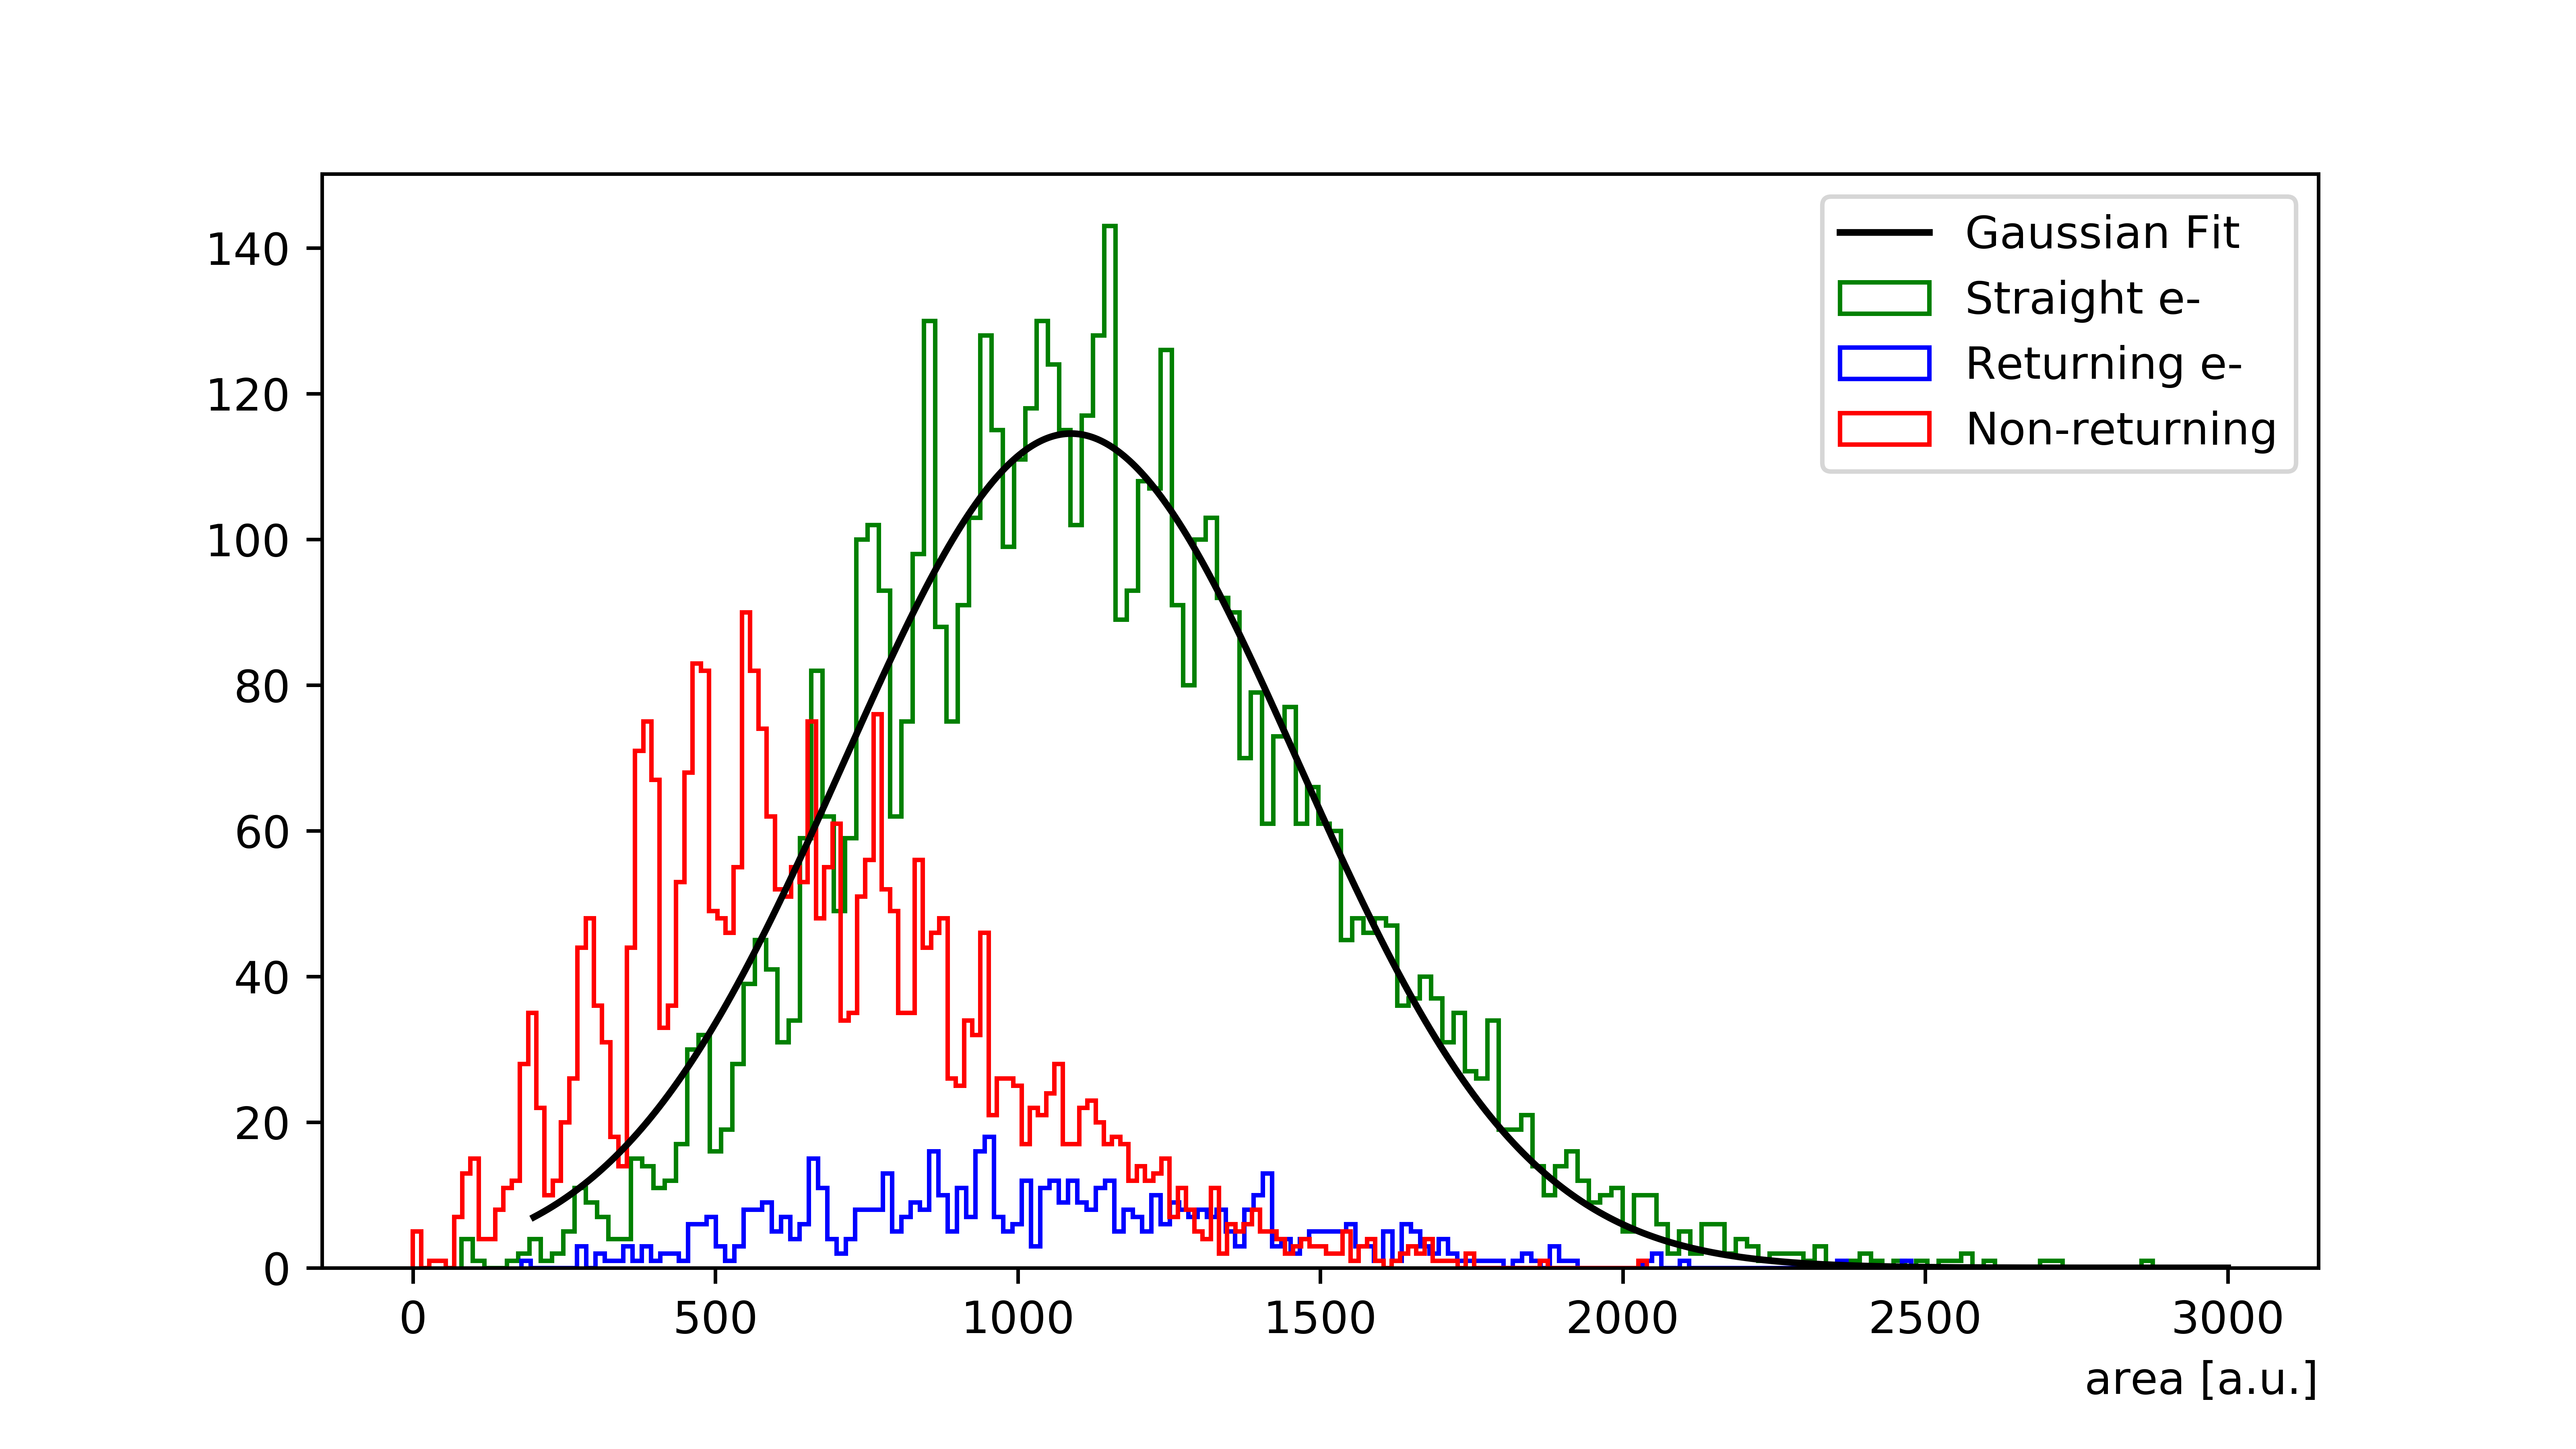 Gaussian Fit
Straight e-
Returning e-
Non-returning
140
120
100
80
60
40
20
0
0 500 1000 1500 2000 2500 3000
area [a.u.]